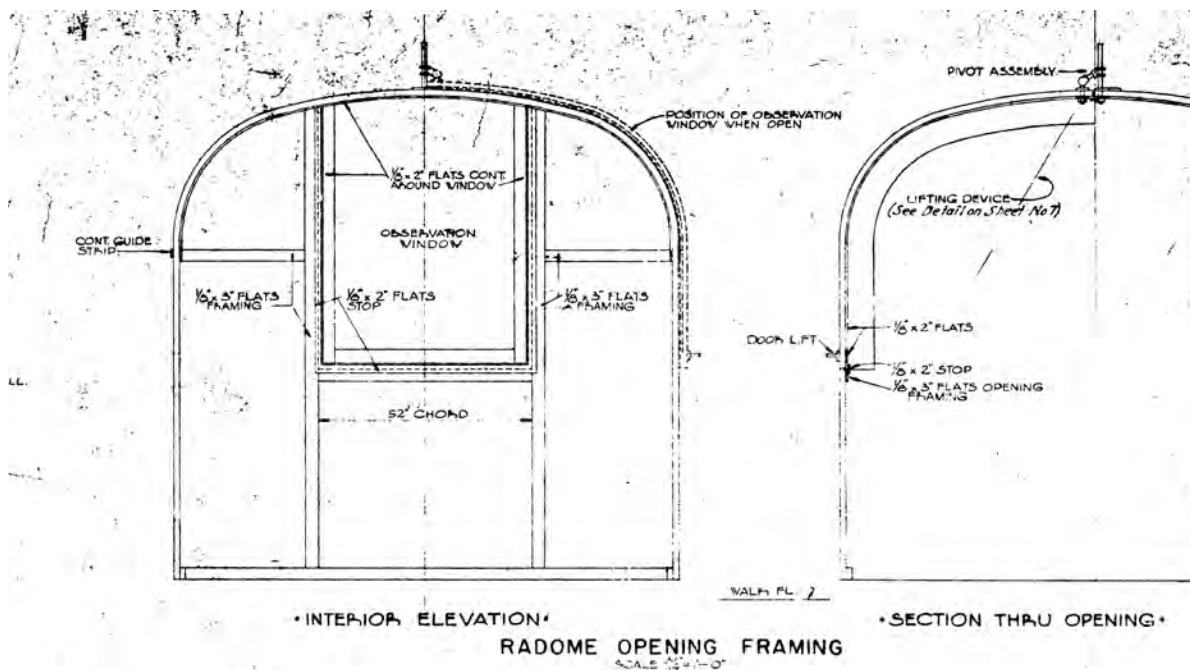 PIVOT ASSEMBLY
POSITION OF OBSERVATION
WINDOW WHEN OPEN
1/8" x 2" FLATS CONT.
AROUND WINDOW
LIFTING DEVICE
(See Detail on Sheet No 7)
OBSERVATION
WINDOW
CONT. GUIDE
STRIP
1/8" x 3" FLATS
FRAMING
1/8" x 2" FLATS
STOP
1/8" x 3" FLATS
FRAMING
1/8" x 2" FLATS
DOOR LIFT
1/8" x 2" STOP
1/8" x 3" FLATS OPENING
FRAMING
LL.
52" CHORD
WALK FL.
•INTERIOR ELEVATION•
•SECTION THRU OPENING•
RADOME OPENING FRAMING